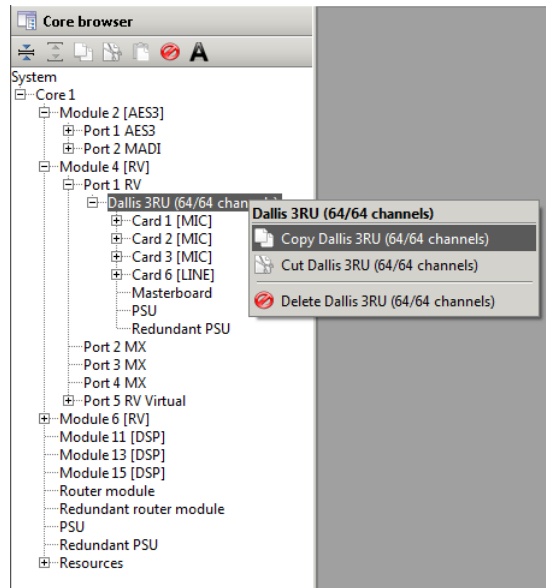 Core browser
System
Core 1
Module 2 [AES3]
Port 1 AES3
Port 2 MADI
Module 4 [RV]
Port 1 RV
Dallis 3RU (64/64 channels)
Dallis 3RU (64/64 channels)
Card 1 [MIC]
Copy Dallis 3RU (64/64 channels)
Card 2 [MIC]
Cut Dallis 3RU (64/64 channels)
Card 3 [MIC]
Card 6 [LINE]
Delete Dallis 3RU (64/64 channels)
Masterboard
PSU
Redundant PSU
Port 2 MX
Port 3 MX
Port 4 MX
Port 5 RV Virtual
Module 6 [RV]
Module 11 [DSP]
Module 13 [DSP]
Module 15 [DSP]
Router module
Redundant router module
PSU
Redundant PSU
Resources